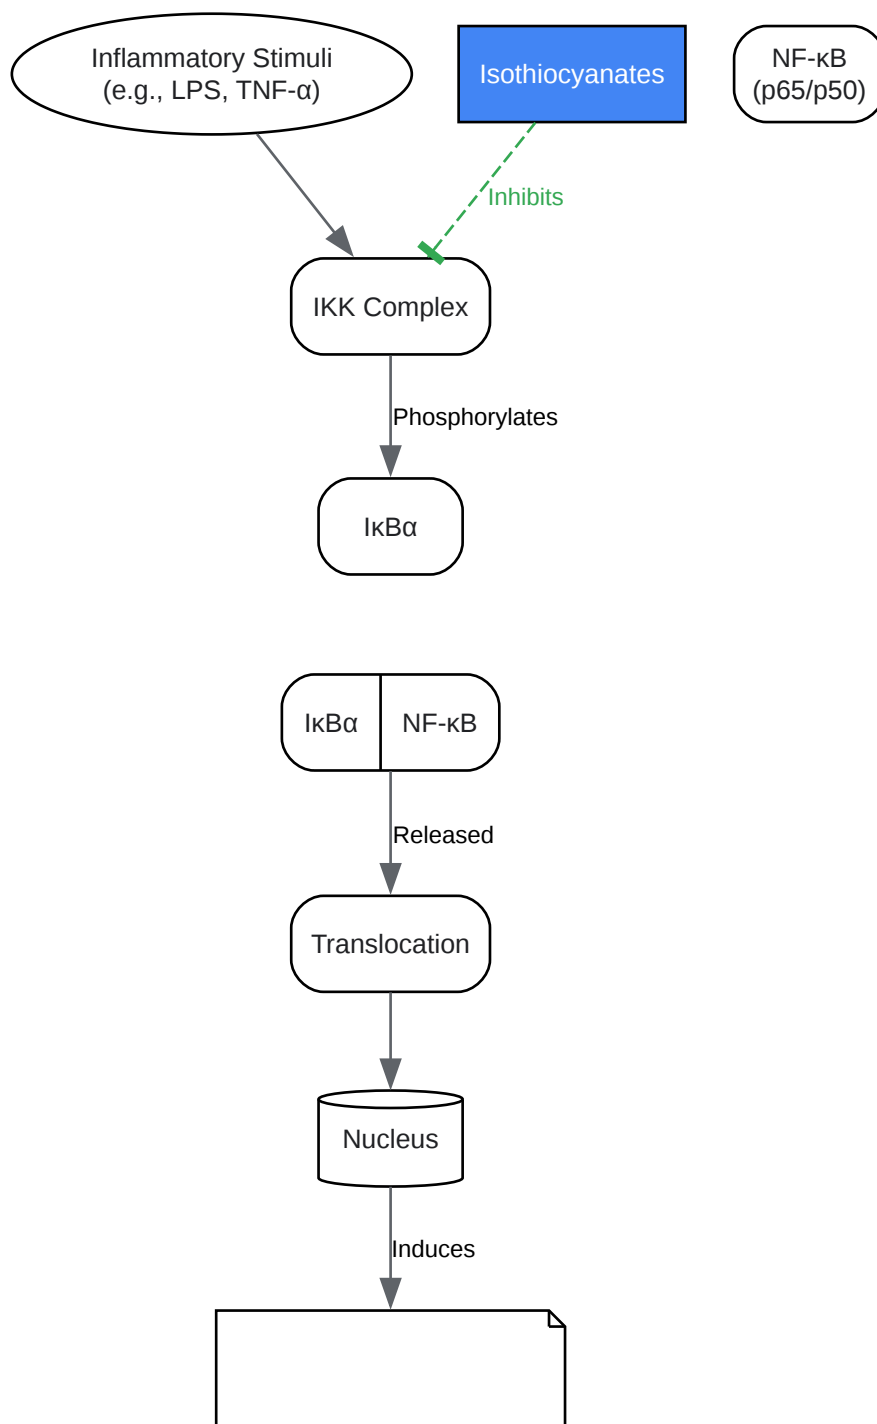 Inflammatory Stimuli
(e.g., LPS, TNF-α)
Isothiocyanates
NF-κB
(p65/p50)
Inhibits
IKK Complex
Phosphorylates
IκBα
IκBα
NF-κB
Released
Translocation
Nucleus
Induces